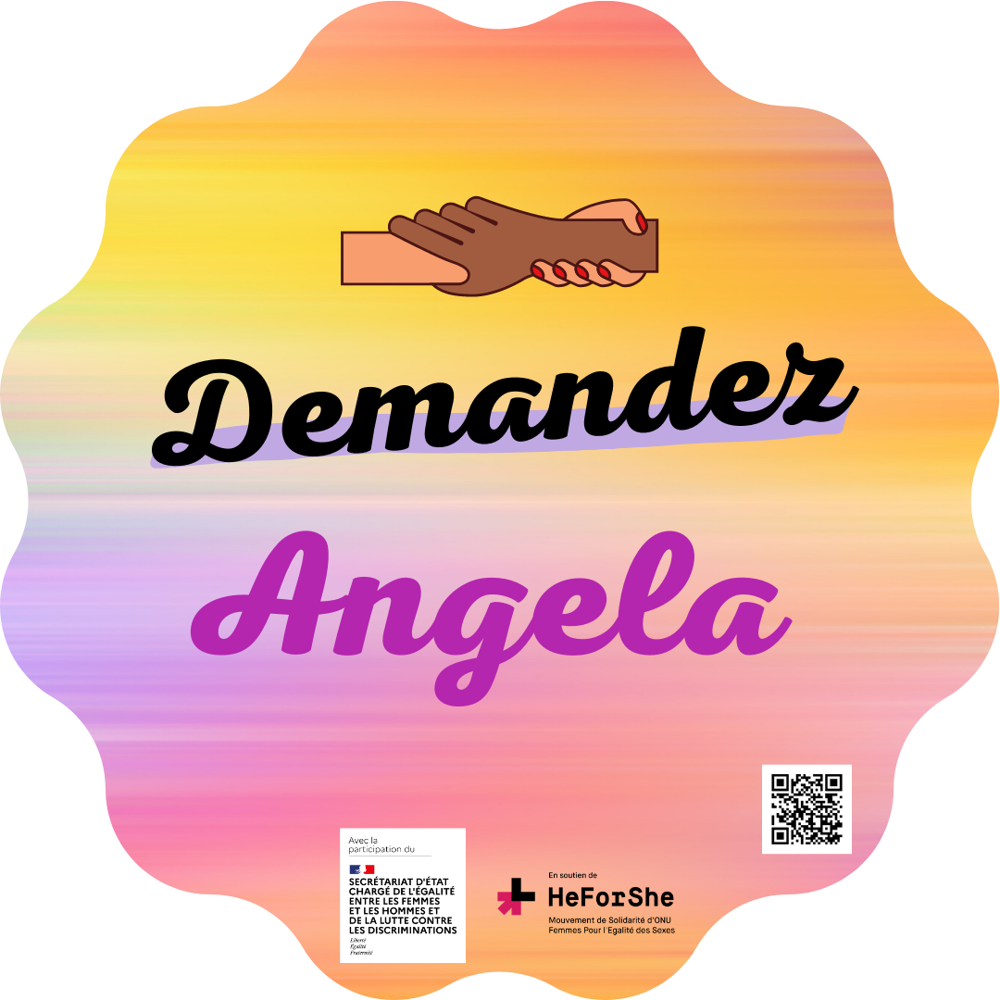 Demandez
Angela
Avec la
participation du
SECRÉTARIAT D'ÉTAT
CHARGÉ DE L'ÉGALITÉ
ENTRE LES FEMMES
ET LES HOMMES ET
DE LA LUTTE CONTRE
LES DISCRIMINATIONS
Liberté
Égalité
Fraternité
En soutien de
HeForShe
Mouvement de Solidarité d'ONU
Femmes Pour l'Egalité des Sexes